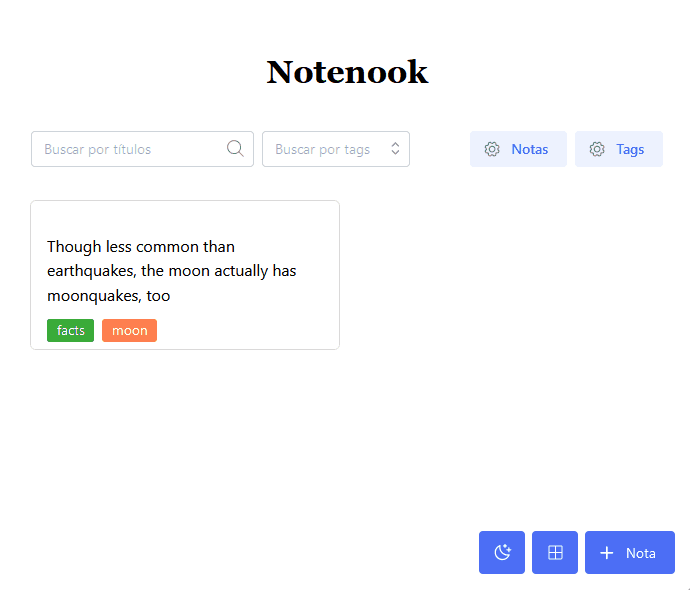 Notenook
Buscar por títulos
Buscar por tags
Notas
Tags
Though less common than
earthquakes, the moon actually has
moonquakes, too
facts
moon
Nota